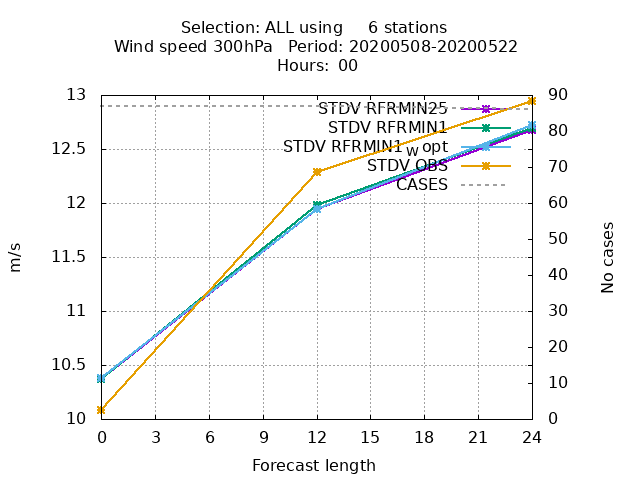 Selection: ALL using     6 stations
Wind speed 300hPa   Period: 20200508-20200522
Hours:  00
13
12.5
12
11.5
11
10.5
10
m/s
STDV RFRMIN25
STDV RFRMIN1
STDV RFRMIN1_W opt
STDV OBS
CASES
90
80
70
60
50
40
30
20
10
0
No cases
0 3 6 9 12 15 18 21 24
Forecast length